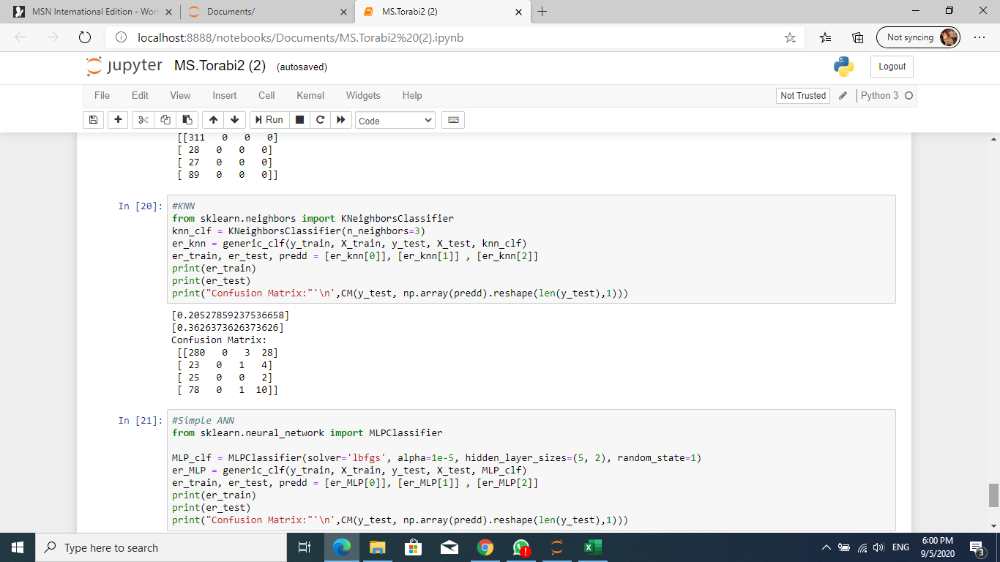 MSN International Edition - Wor
Documents/
MS.Torabi2 (2)
localhost:8888/notebooks/Documents/MS.Torabi2%20(2).ipynb
Not syncing
jupyter MS.Torabi2 (2) (autosaved)
Logout
File Edit View Insert Cell Kernel Widgets Help
Not Trusted
Python 3
Run
Code
[[311   0   0   0]
[ 28   0   0   0]
[ 27   0   0   0]
[ 89   0   0   0]]
In [20]:
#KNN
from sklearn.neighbors import KNeighborsClassifier
knn_clf = KNeighborsClassifier(n_neighbors=3)
er_knn = generic_clf(y_train, X_train, y_test, X_test, knn_clf)
er_train, er_test, predd = [er_knn[0]], [er_knn[1]] , [er_knn[2]]
print(er_train)
print(er_test)
print("Confusion Matrix:"'\n',CM(y_test, np.array(predd).reshape(len(y_test),1)))
[0.20527859237536658]
[0.3626373626373626]
Confusion Matrix:
[[280   0   3  28]
[ 23   0   1   4]
[ 25   0   0   2]
[ 78   0   1  10]]
In [21]:
#Simple ANN
from sklearn.neural_network import MLPClassifier
MLP_clf = MLPClassifier(solver='lbfgs', alpha=1e-5, hidden_layer_sizes=(5, 2), random_state=1)
er_MLP = generic_clf(y_train, X_train, y_test, X_test, MLP_clf)
er_train, er_test, predd = [er_MLP[0]], [er_MLP[1]] , [er_MLP[2]]
print(er_train)
print(er_test)
print("Confusion Matrix:"'\n',CM(y_test, np.array(predd).reshape(len(y_test),1)))
Type here to search
ENG
6:00 PM
9/5/2020
3